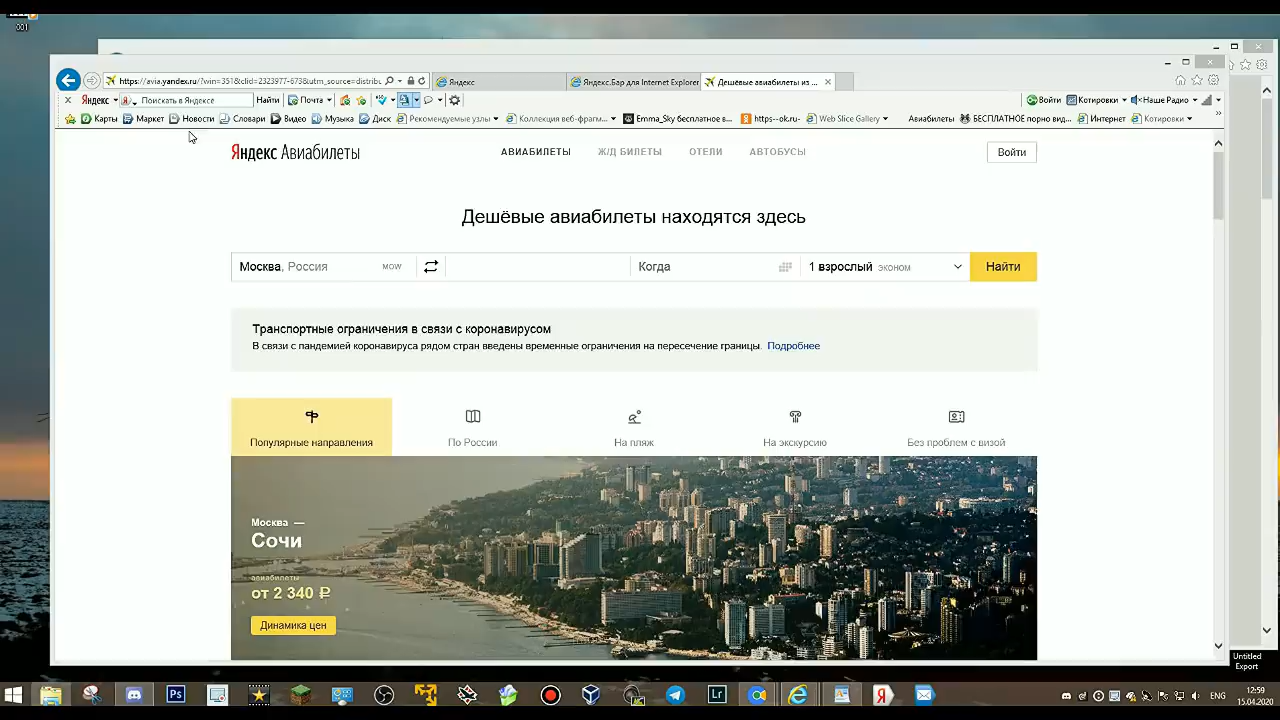 001
https://avia.yandex.ru/?win=351&clid=2323977-673&utm_source=distribu
Яндекс
Яндекс.Бар для Internet Explorer
Дешёвые авиабилеты из ...
Яндекс
Поиcкать в Яндексе
Найти
Почта
Войти
Котировки
Наше Радио
Карты
Маркет
Новости
Словари
Видео
Музыка
Диск
Рекомендуемые узлы
Коллекция веб-фрагм...
Emma_Sky бесплатное в...
https--ok.ru-
Web Slice Gallery
Авиабилеты
БЕСПЛАТНОЕ порно вид...
Интернет
Котировки
Яндекс Авиабилеты
АВИАБИЛЕТЫ
Ж/Д БИЛЕТЫ
ОТЕЛИ
АВТОБУСЫ
Войти
Дешёвые авиабилеты находятся здесь
Москва, Россия MOW
Когда
1 взрослый эконом
Найти
Транспортные ограничения в связи с коронавирусом
В связи с пандемией коронавируса рядом стран введены временные ограничения на пересечение границы. Подробнее
Популярные направления
По России
На пляж
На экскурсию
Без проблем с визой
Москва —
Сочи
авиабилеты
от 2 340 ₽
Динамика цен
Untitled
Export
ENG
12:59
15.04.2020